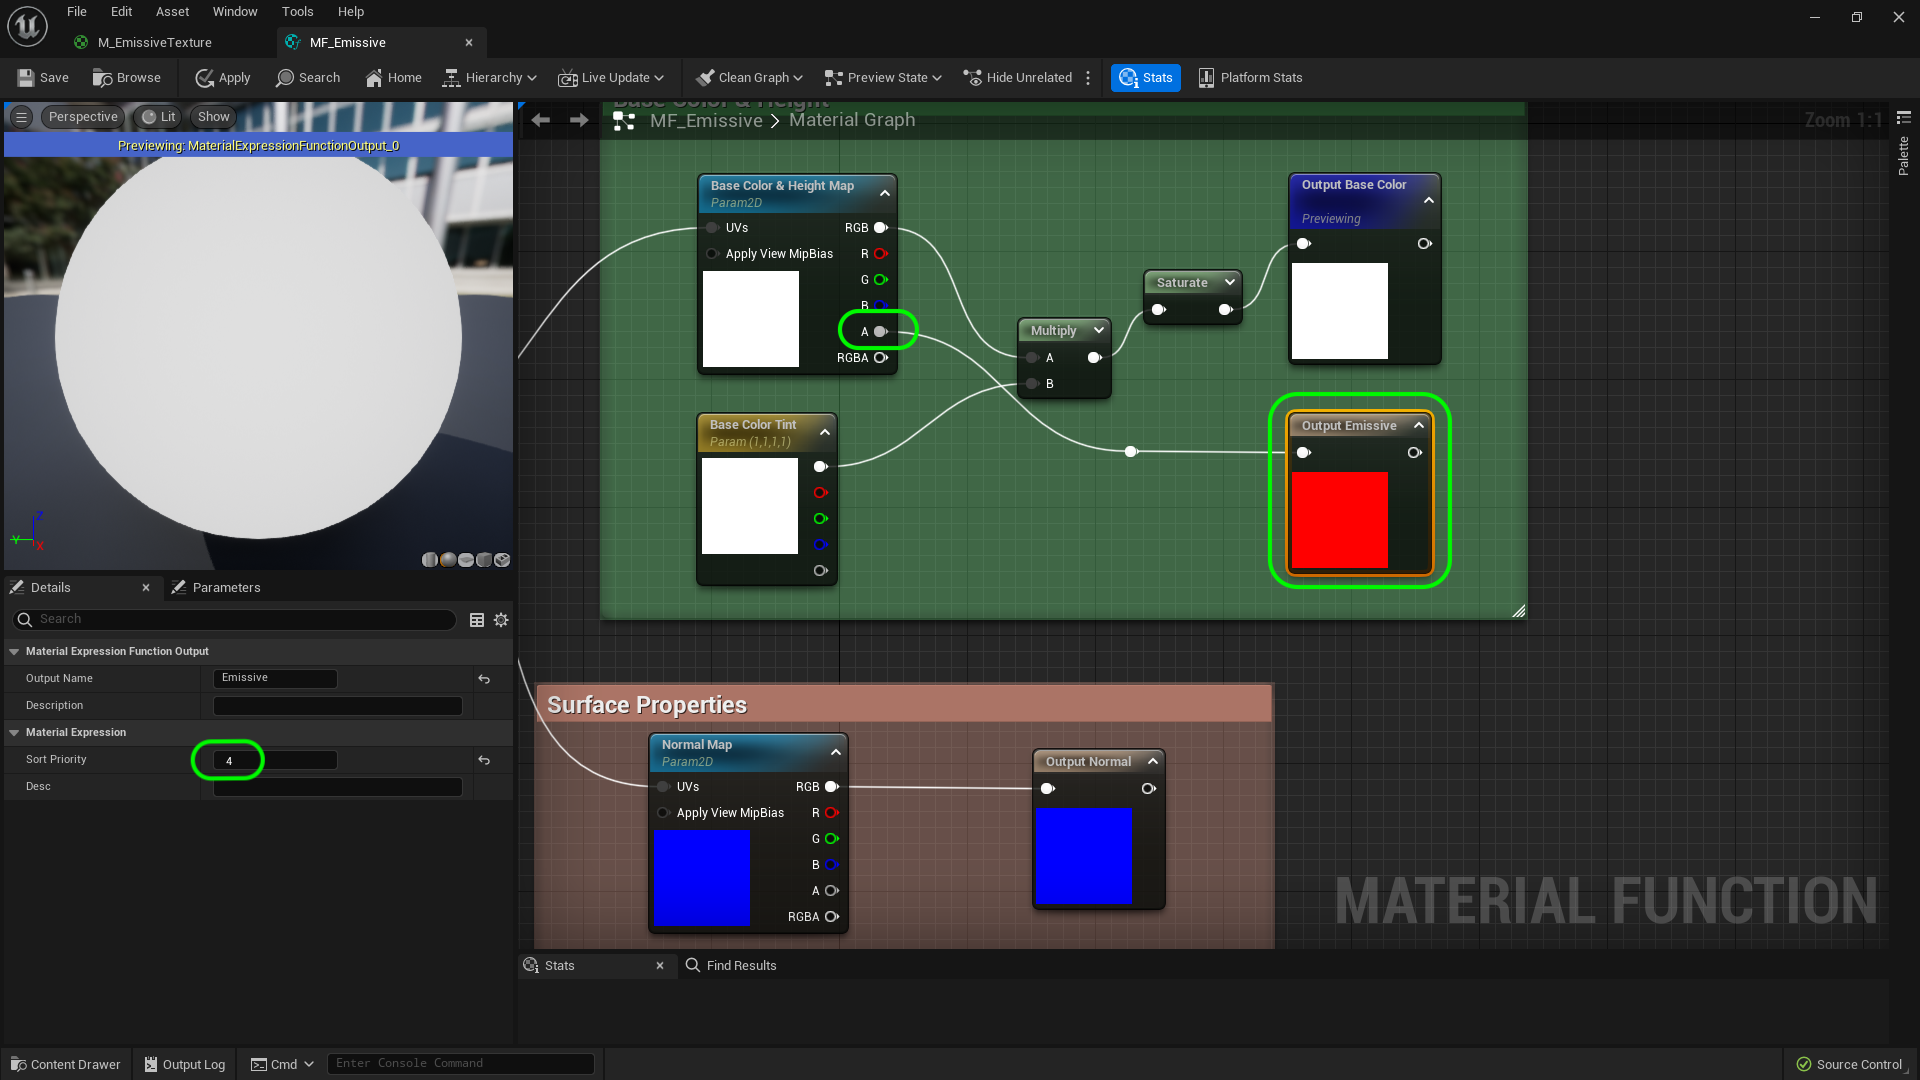 File Edit Asset Window Tools Help
M_EmissiveTexture
MF_Emissive
Save Browse Apply Search Home Hierarchy Live Update Clean Graph Preview State Hide Unrelated Stats Platform Stats
Perspective Lit Show
Previewing: MaterialExpressionFunctionOutput_0
Z
Y
X
Base Color & Height
MF_Emissive > Material Graph
Zoom 1:1
Palette
Base Color & Height Map
Param2D
UVs
RGB
Apply View MipBias
R
G
B
A
RGBA
Base Color Tint
Param (1,1,1,1)
Multiply
A
B
Saturate
Output Base Color
Previewing
Output Emissive
Surface Properties
Normal Map
Param2D
UVs
RGB
Apply View MipBias
R
G
B
A
RGBA
Output Normal
MATERIAL FUNCTION
Details
Parameters
Search
Material Expression Function Output
Output Name
Emissive
Description
Material Expression
Sort Priority
4
Desc
Stats
Find Results
Content Drawer
Output Log
Cmd
Enter Console Command
Source Control